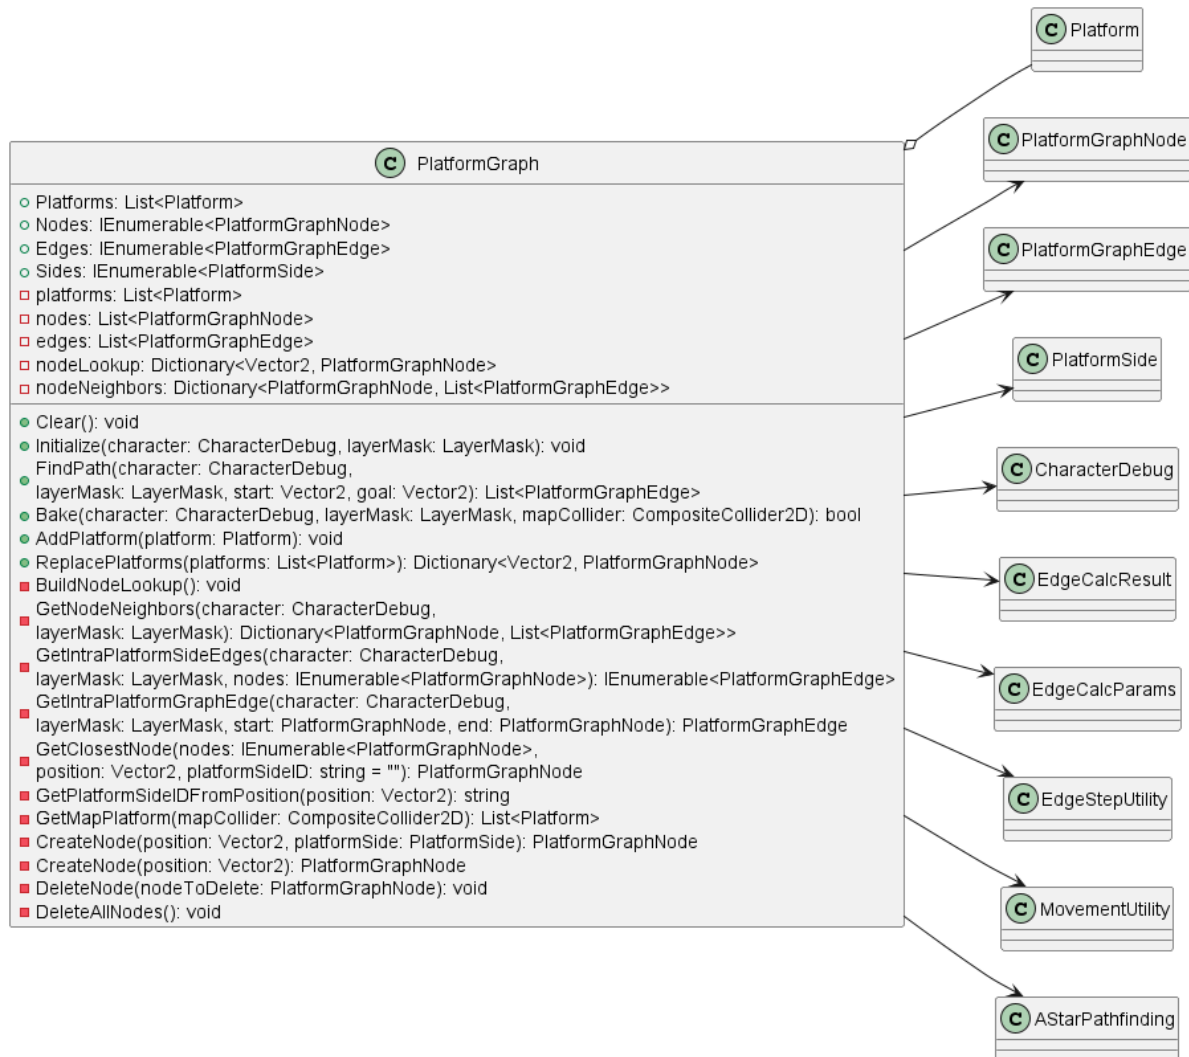 C Platform
C PlatformGraphNode
C PlatformGraphEdge
C PlatformSide
C CharacterDebug
C EdgeCalcResult
C EdgeCalcParams
C EdgeStepUtility
C MovementUtility
C AStarPathfinding
C PlatformGraph
Platforms: List<Platform>
Nodes: IEnumerable<PlatformGraphNode>
Edges: IEnumerable<PlatformGraphEdge>
Sides: IEnumerable<PlatformSide>
platforms: List<Platform>
nodes: List<PlatformGraphNode>
edges: List<PlatformGraphEdge>
nodeLookup: Dictionary<Vector2, PlatformGraphNode>
nodeNeighbors: Dictionary<PlatformGraphNode, List<PlatformGraphEdge>>
Clear(): void
Initialize(character: CharacterDebug, layerMask: LayerMask): void
FindPath(character: CharacterDebug,
layerMask: LayerMask, start: Vector2, goal: Vector2): List<PlatformGraphEdge>
Bake(character: CharacterDebug, layerMask: LayerMask, mapCollider: CompositeCollider2D): bool
AddPlatform(platform: Platform): void
ReplacePlatforms(platforms: List<Platform>): Dictionary<Vector2, PlatformGraphNode>
BuildNodeLookup(): void
GetNodeNeighbors(character: CharacterDebug,
layerMask: LayerMask): Dictionary<PlatformGraphNode, List<PlatformGraphEdge>>
GetIntraPlatformSideEdges(character: CharacterDebug,
layerMask: LayerMask, nodes: IEnumerable<PlatformGraphNode>): IEnumerable<PlatformGraphEdge>
GetIntraPlatformGraphEdge(character: CharacterDebug,
layerMask: LayerMask, start: PlatformGraphNode, end: PlatformGraphNode): PlatformGraphEdge
GetClosestNode(nodes: IEnumerable<PlatformGraphNode>,
position: Vector2, platformSideID: string = ""): PlatformGraphNode
GetPlatformSideIDFromPosition(position: Vector2): string
GetMapPlatform(mapCollider: CompositeCollider2D): List<Platform>
CreateNode(position: Vector2, platformSide: PlatformSide): PlatformGraphNode
CreateNode(position: Vector2): PlatformGraphNode
DeleteNode(nodeToDelete: PlatformGraphNode): void
DeleteAllNodes(): void